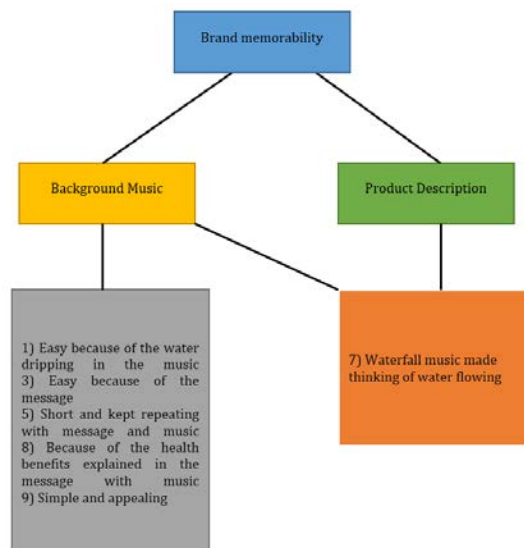 Brand memorability
Background Music
Product Description
1) Easy because of the water
dripping in the music
3) Easy because of the
message
5) Short and kept repeating
with message and music
8) Because of the health
benefits explained in the
message with music
9) Simple and appealing
7) Waterfall music made
thinking of water flowing